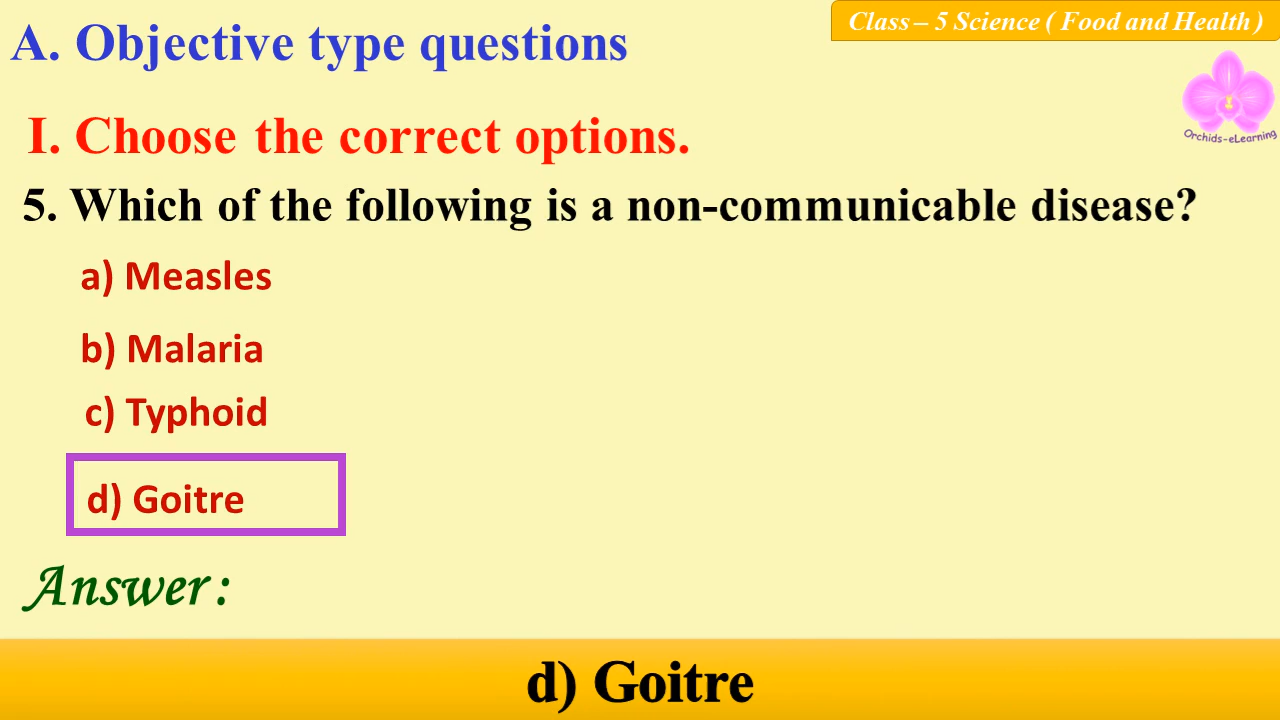 Class – 5 Science ( Food and Health )
A. Objective type questions
Orchids-eLearning
I. Choose the correct options.
5. Which of the following is a non-communicable disease?
a) Measles
b) Malaria
c) Typhoid
d) Goitre
Answer :
d) Goitre